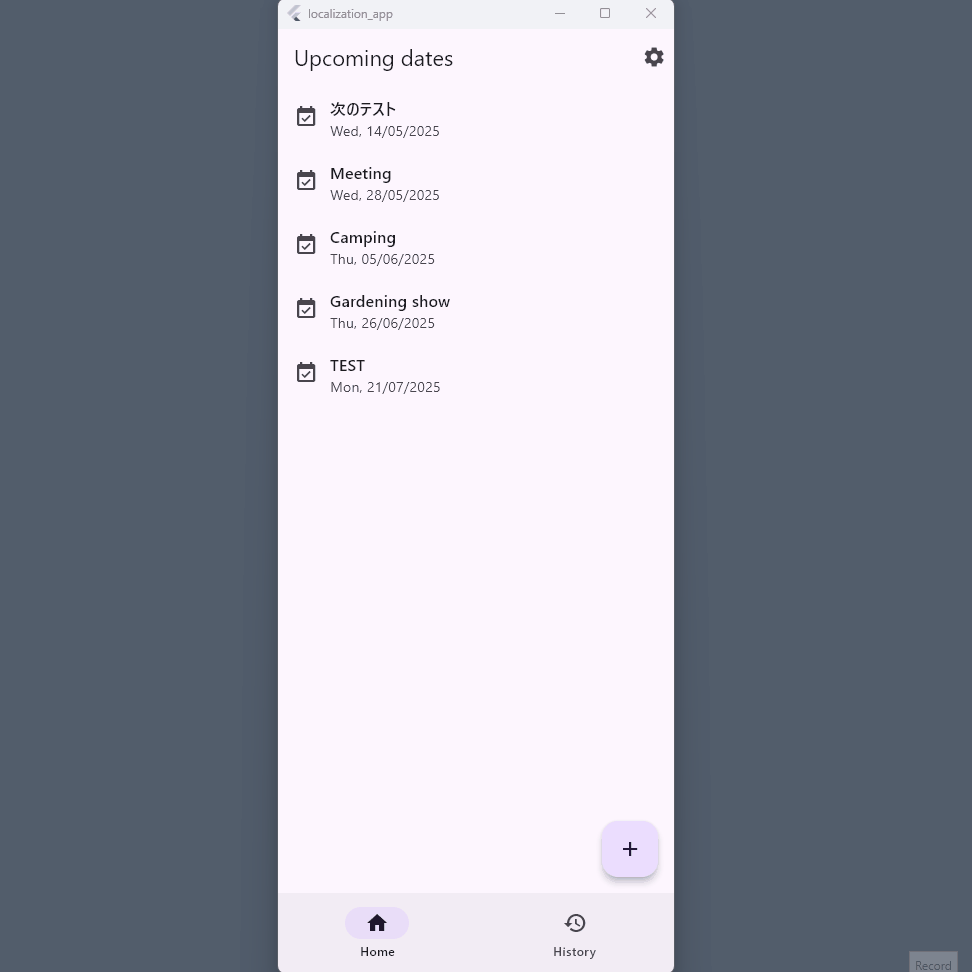 localization_app
Upcoming dates
次のテスト
Wed, 14/05/2025
Meeting
Wed, 28/05/2025
Camping
Thu, 05/06/2025
Gardening show
Thu, 26/06/2025
TEST
Mon, 21/07/2025
Home
History
Record